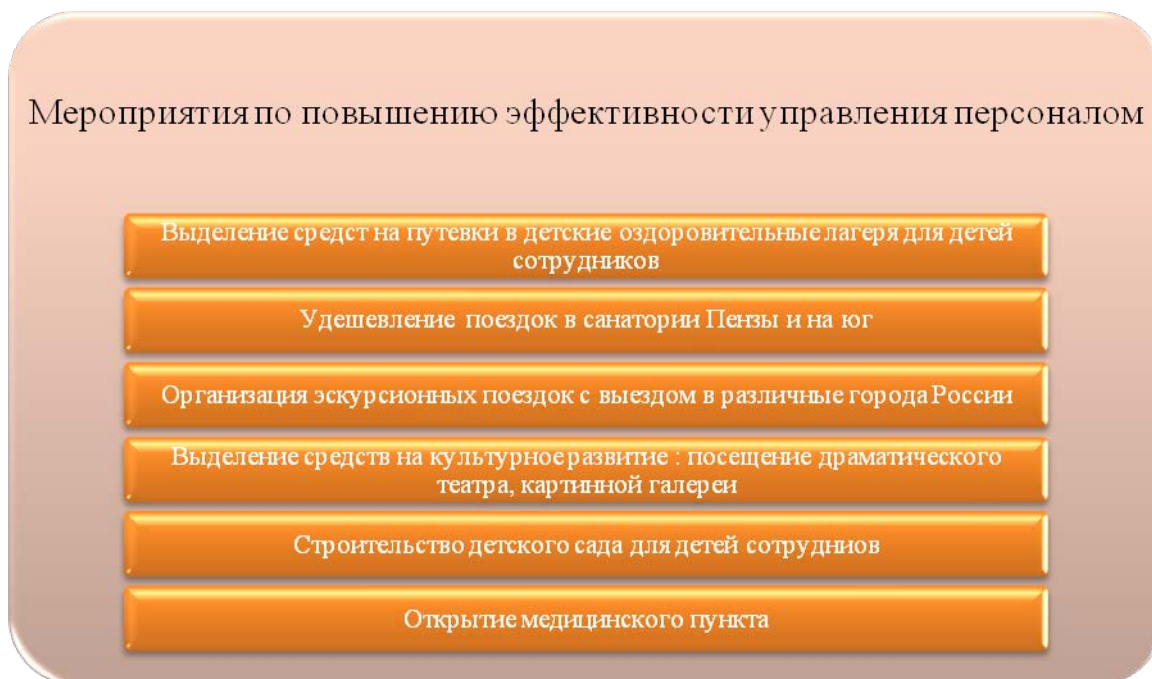 Мероприятия по повышению эффективности управления персоналом
Выделение средст на путевки в детские оздоровительные лагеря для детей
сотрудников
Удешевление поездок в санатории Пензы и на юг
Организация эскурсионных поездок с выездом в различные города России
Выделение средств на культурное развитие : посещение драматического
театра, картинной галереи
Строительство детского сада для детей сотрудниов
Открытие медицинского пункта